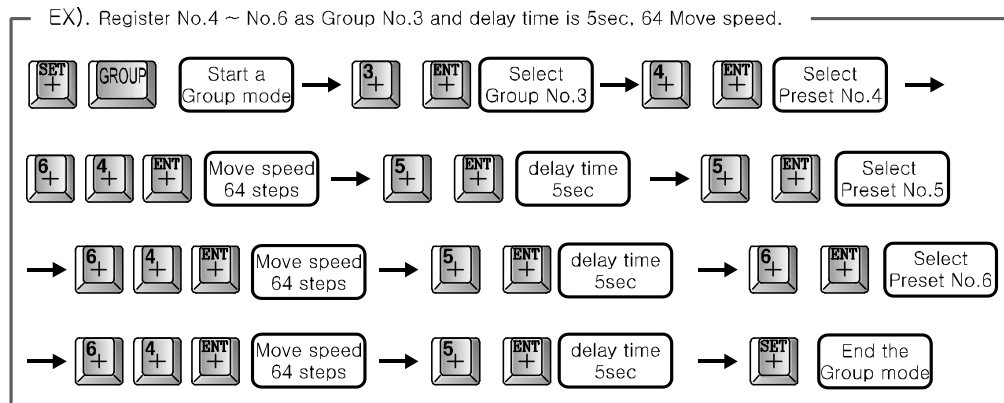 EX). Register No.4 ~ No.6 as Group No.3 and delay time is 5sec, 64 Move speed.
SET + GROUP Start a Group mode → 3 + ENT + Select Group No.3 → 4 + ENT + Select Preset No.4 →
6 + 4 + ENT + Move speed 64 steps → 5 + ENT + delay time 5sec → 5 + ENT + Select Preset No.5
→ 6 + 4 + ENT + Move speed 64 steps → 5 + ENT + delay time 5sec → 6 + ENT + Select Preset No.6
→ 6 + 4 + ENT + Move speed 64 steps → 5 + ENT + delay time 5sec → SET + End the Group mode